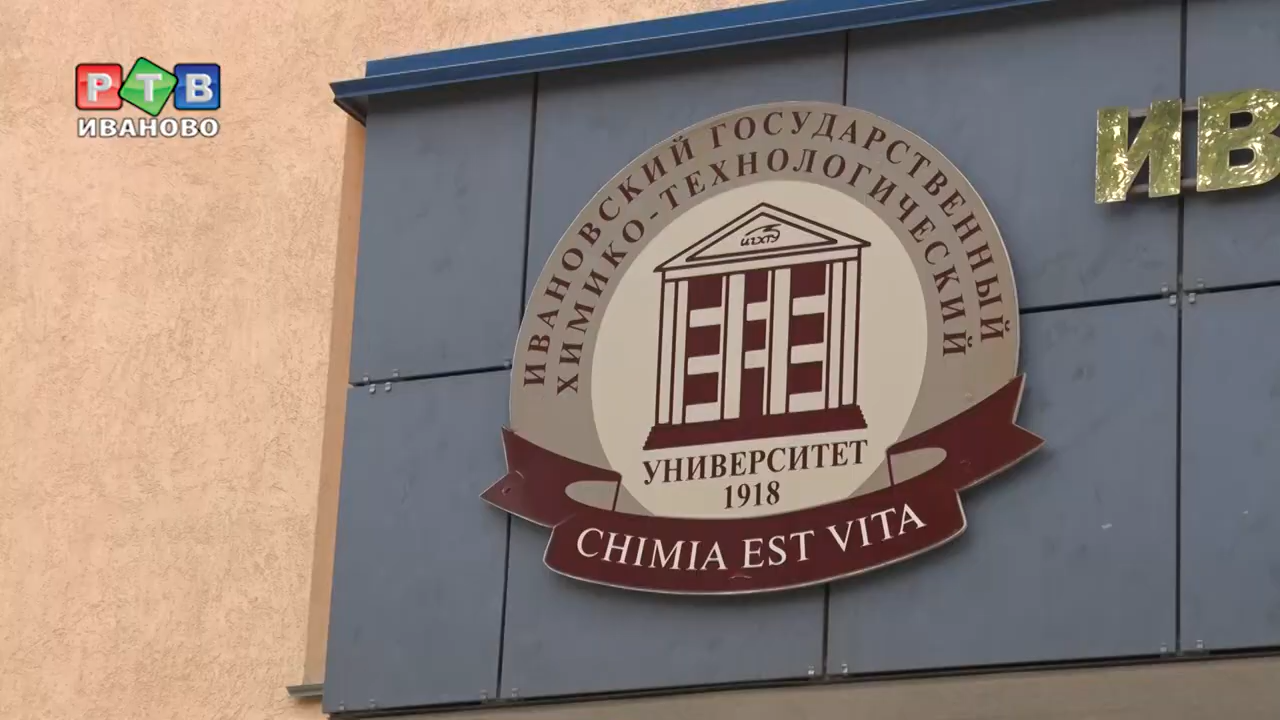 РТВ
ИВАНОВО
ИВАНОВСКИЙ ГОСУДАРСТВЕННЫЙ
ХИМИКО-ТЕХНОЛОГИЧЕСКИЙ
ИГХТУ
УНИВЕРСИТЕТ
1918
CHIMIA EST VITA
ИВ